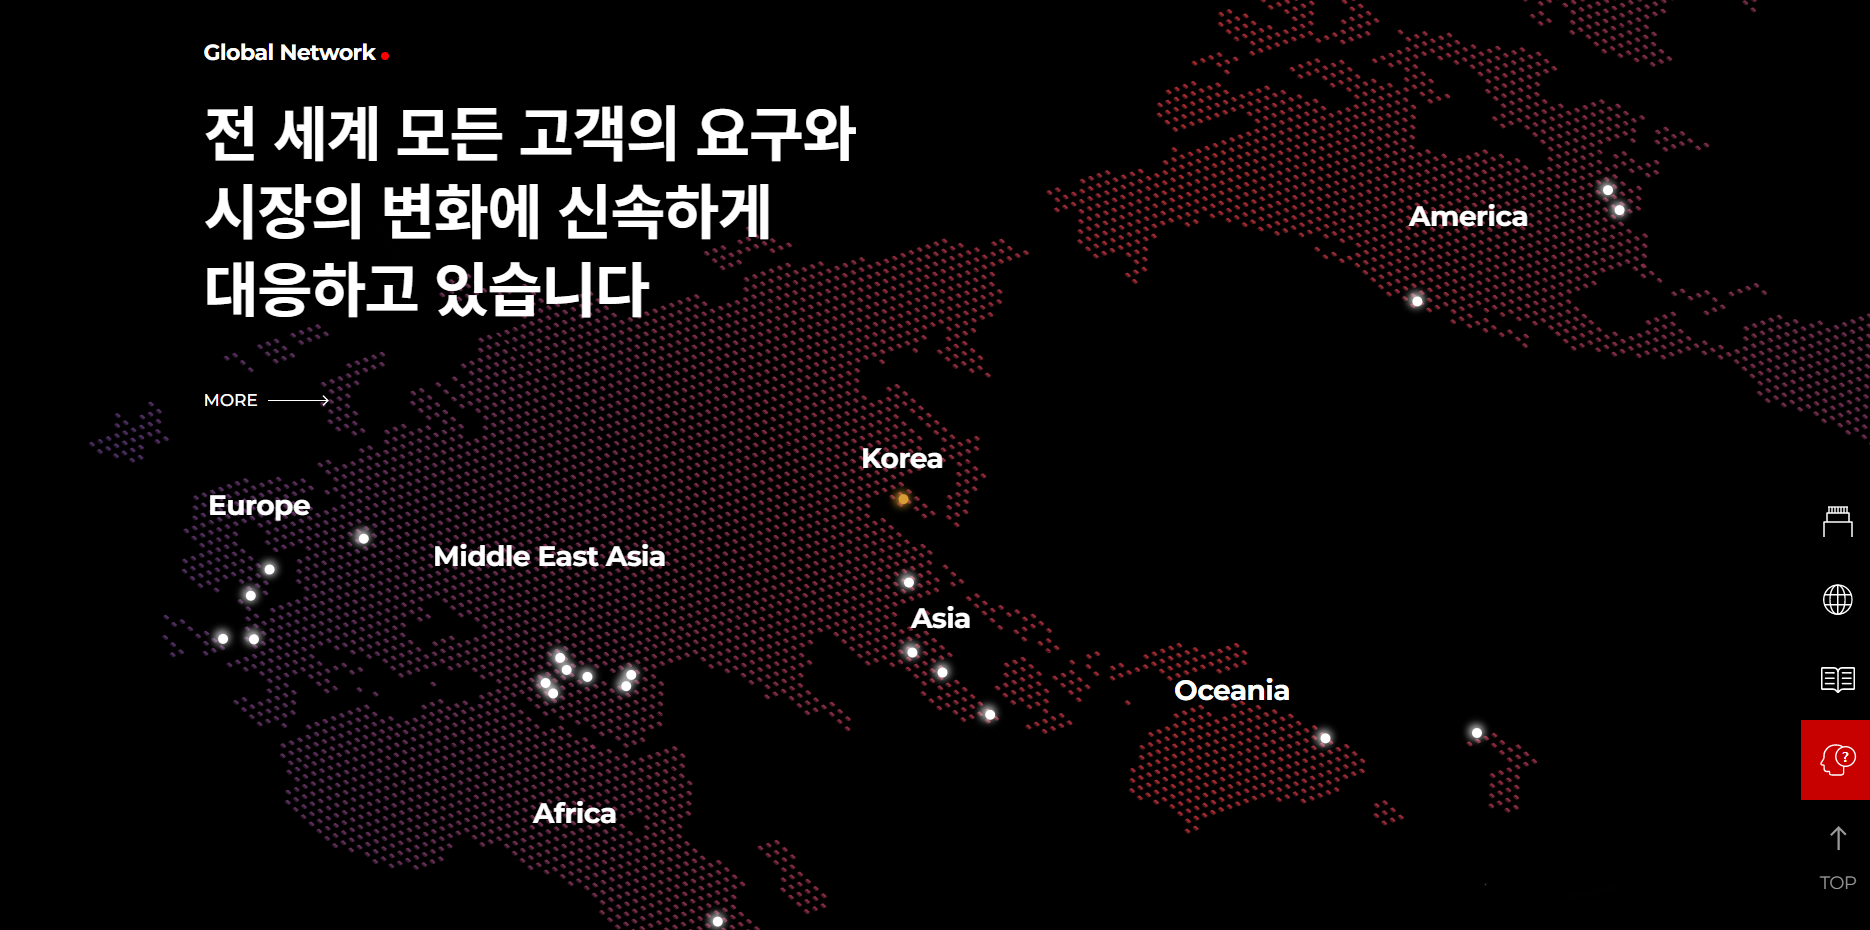 Global Network
전 세계 모든 고객의 요구와
시장의 변화에 신속하게
대응하고 있습니다
MORE
America
Korea
Europe
Middle East Asia
Asia
Oceania
Africa
?
TOP